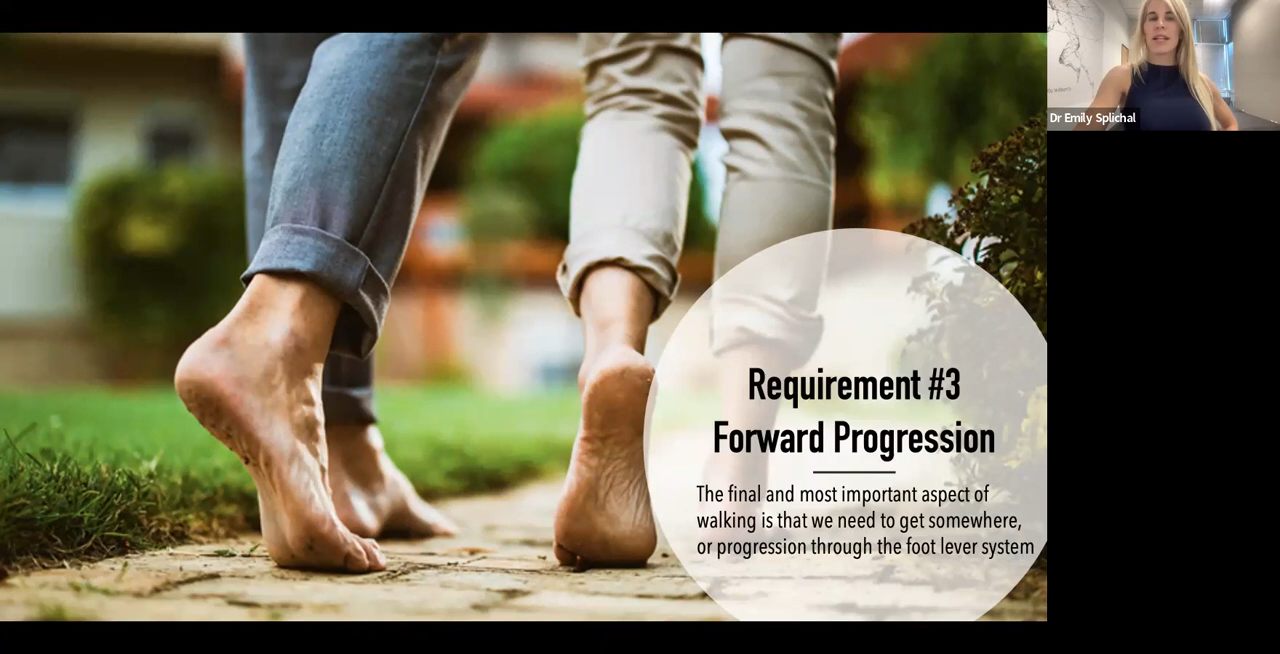 Dr Emily Splichal
Requirement #3
Forward Progression
The final and most important aspect of
walking is that we need to get somewhere,
or progression through the foot lever system